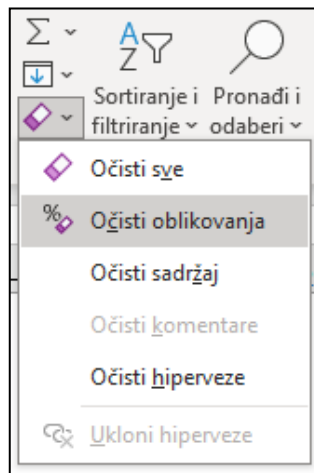 Σ
A
Z
Sortiranje i Pronađi i
filtriranje odaberi
Očisti sve
% Očisti oblikovanja
Očisti sadržaj
Očisti komentare
Očisti hiperveze
Ukloni hiperveze